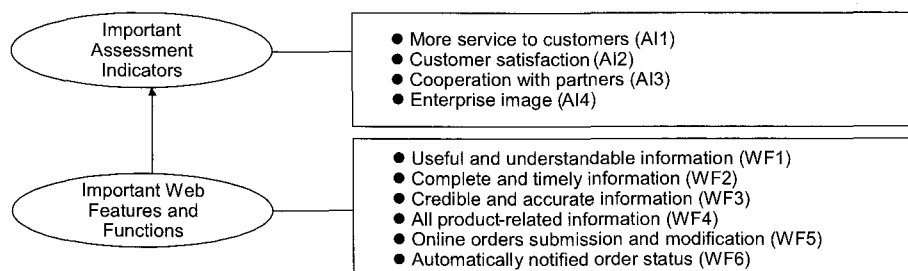 Important
Assessment
Indicators
● More service to customers (AI1)
● Customer satisfaction (AI2)
● Cooperation with partners (AI3)
● Enterprise image (AI4)
Important Web
Features and
Functions
● Useful and understandable information (WF1)
● Complete and timely information (WF2)
● Credible and accurate information (WF3)
● All product-related information (WF4)
● Online orders submission and modification (WF5)
● Automatically notified order status (WF6)